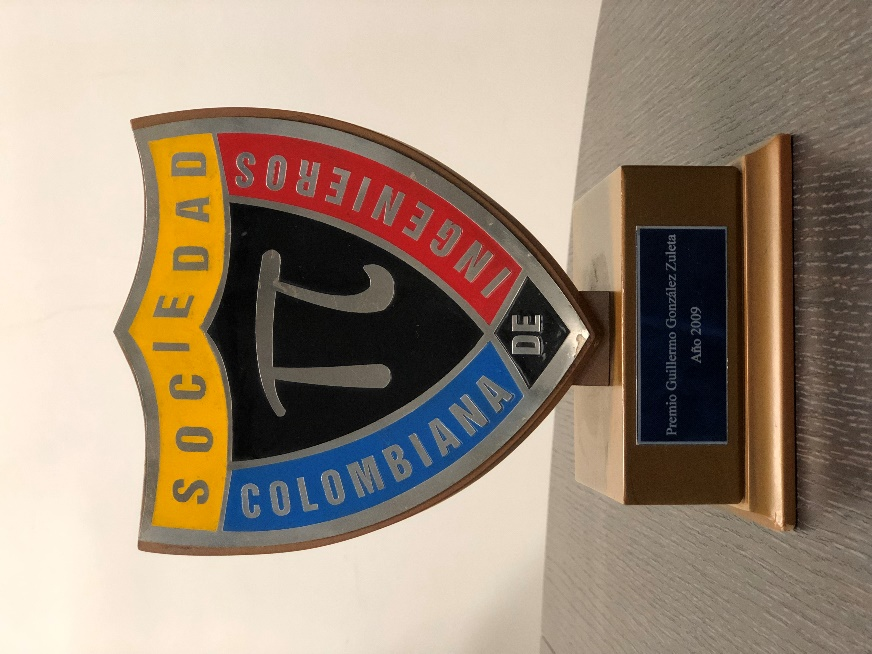 SOCIEDAD
COLOMBIANA
DE
INGENIEROS
π
Premio Guillermo González Zuleta
Año 2009